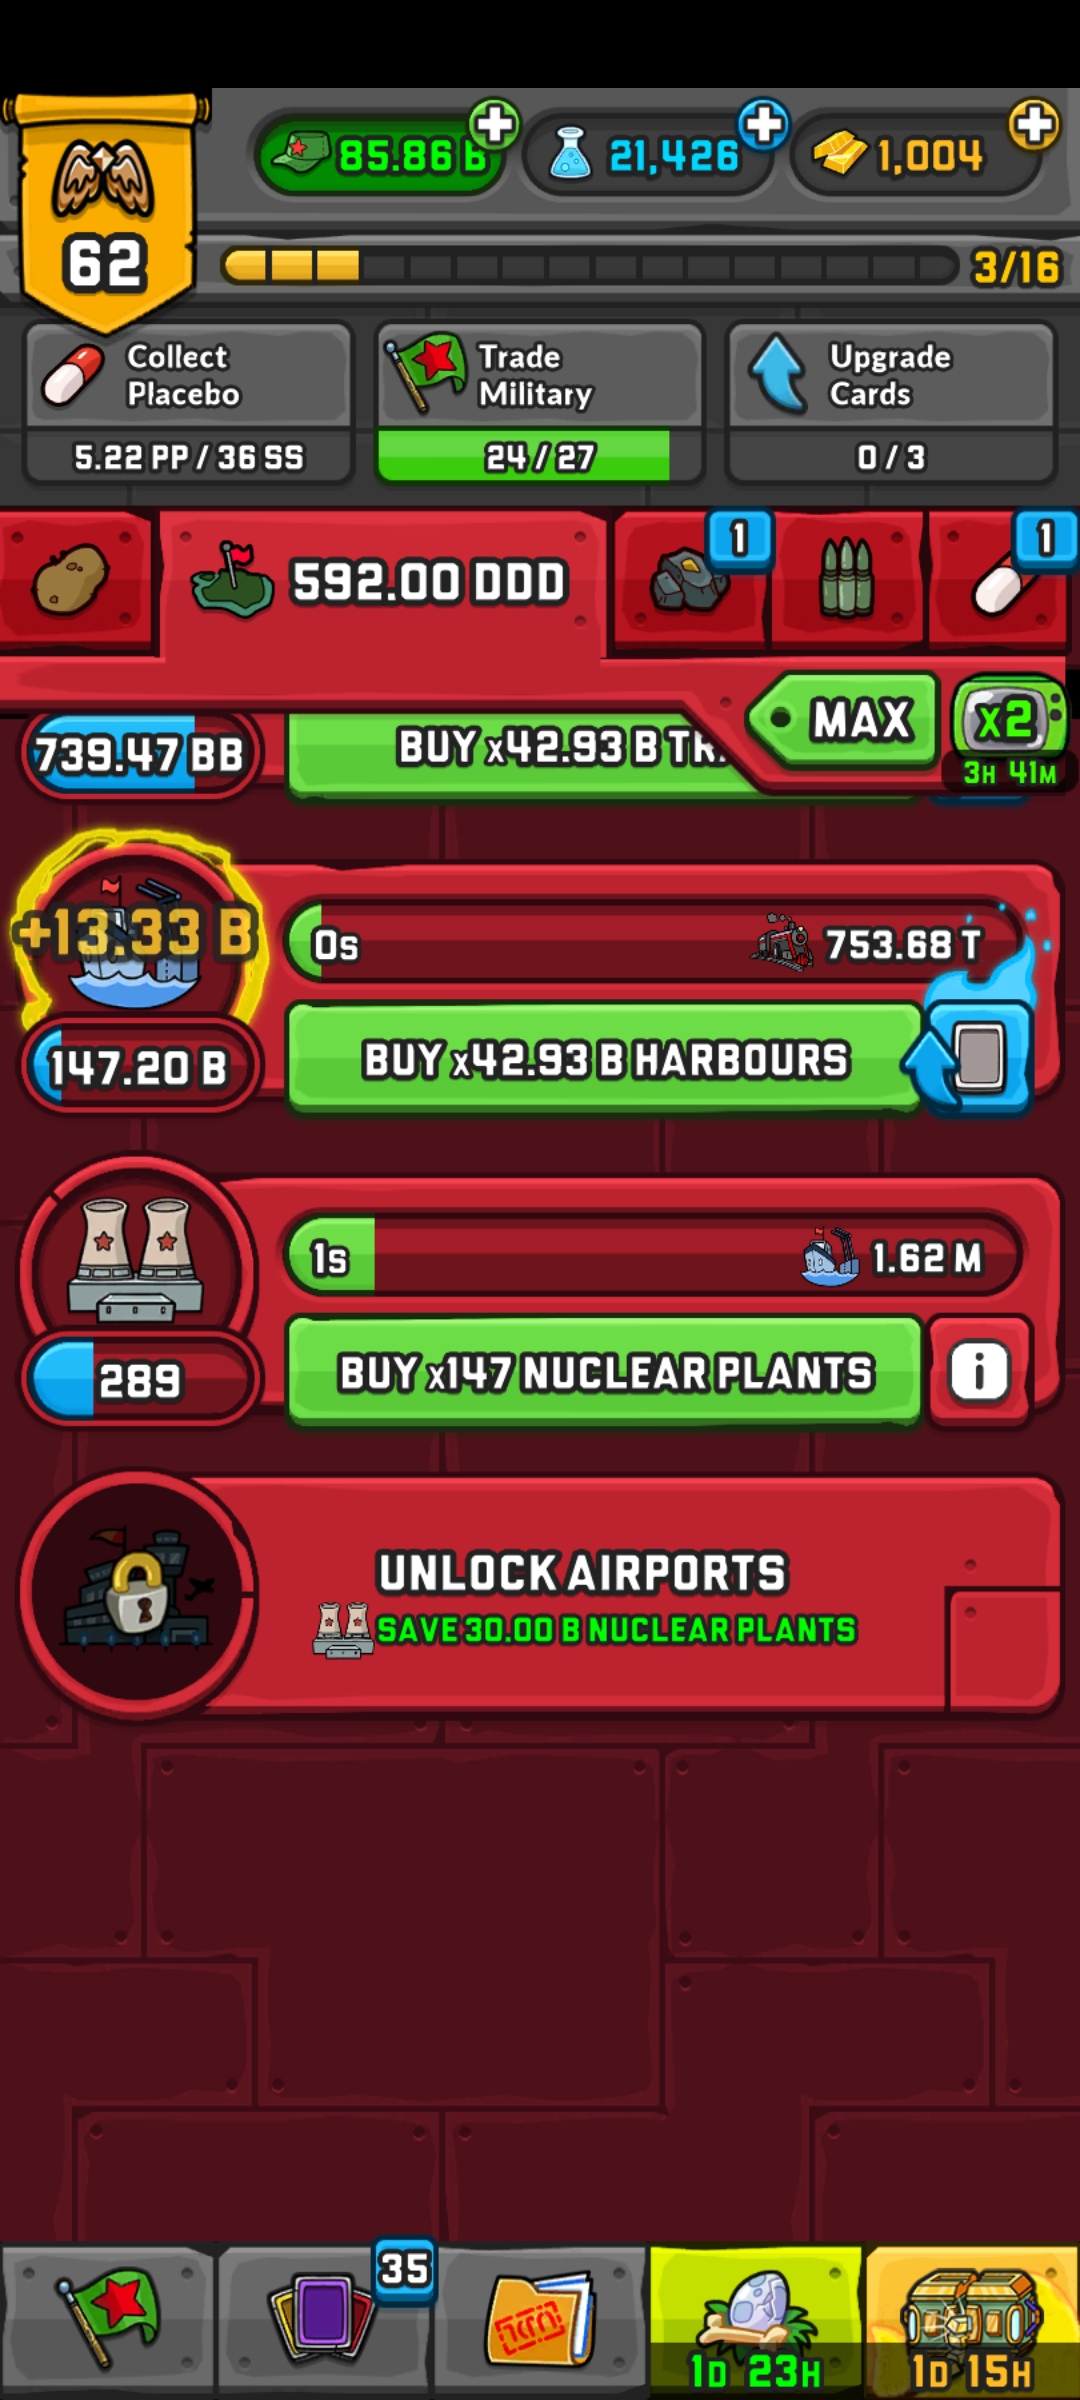 62
85.86 B
21,426
1,004
3/16
Collect
Placebo
5.22 PP / 36 SS
Trade
Military
24 / 27
Upgrade
Cards
0 / 3
592.00 DDD
1
1
MAX
x2
3H 41M
739.47 BB
BUY x42.93 B
+13.33 B
0s
753.68 T
147.20 B
BUY x42.93 B HARBOURS
1s
1.62 M
289
BUY x147 NUCLEAR PLANTS
i
UNLOCK AIRPORTS
SAVE 30.00 B NUCLEAR PLANTS
35
1D 23H
1D 15H